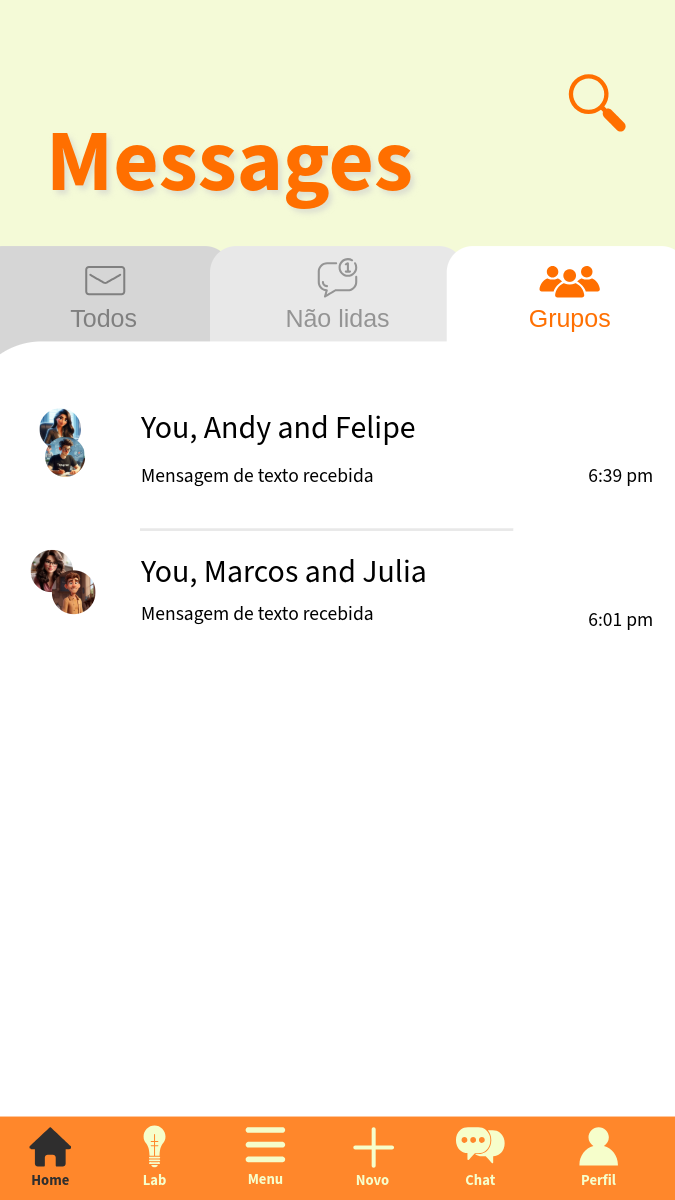 Messages
1
Todos
Não lidas
Grupos
You, Andy and Felipe
Mensagem de texto recebida
6:39 pm
You, Marcos and Julia
Mensagem de texto recebida
6:01 pm
Home
Lab
Menu
Novo
Chat
Perfil